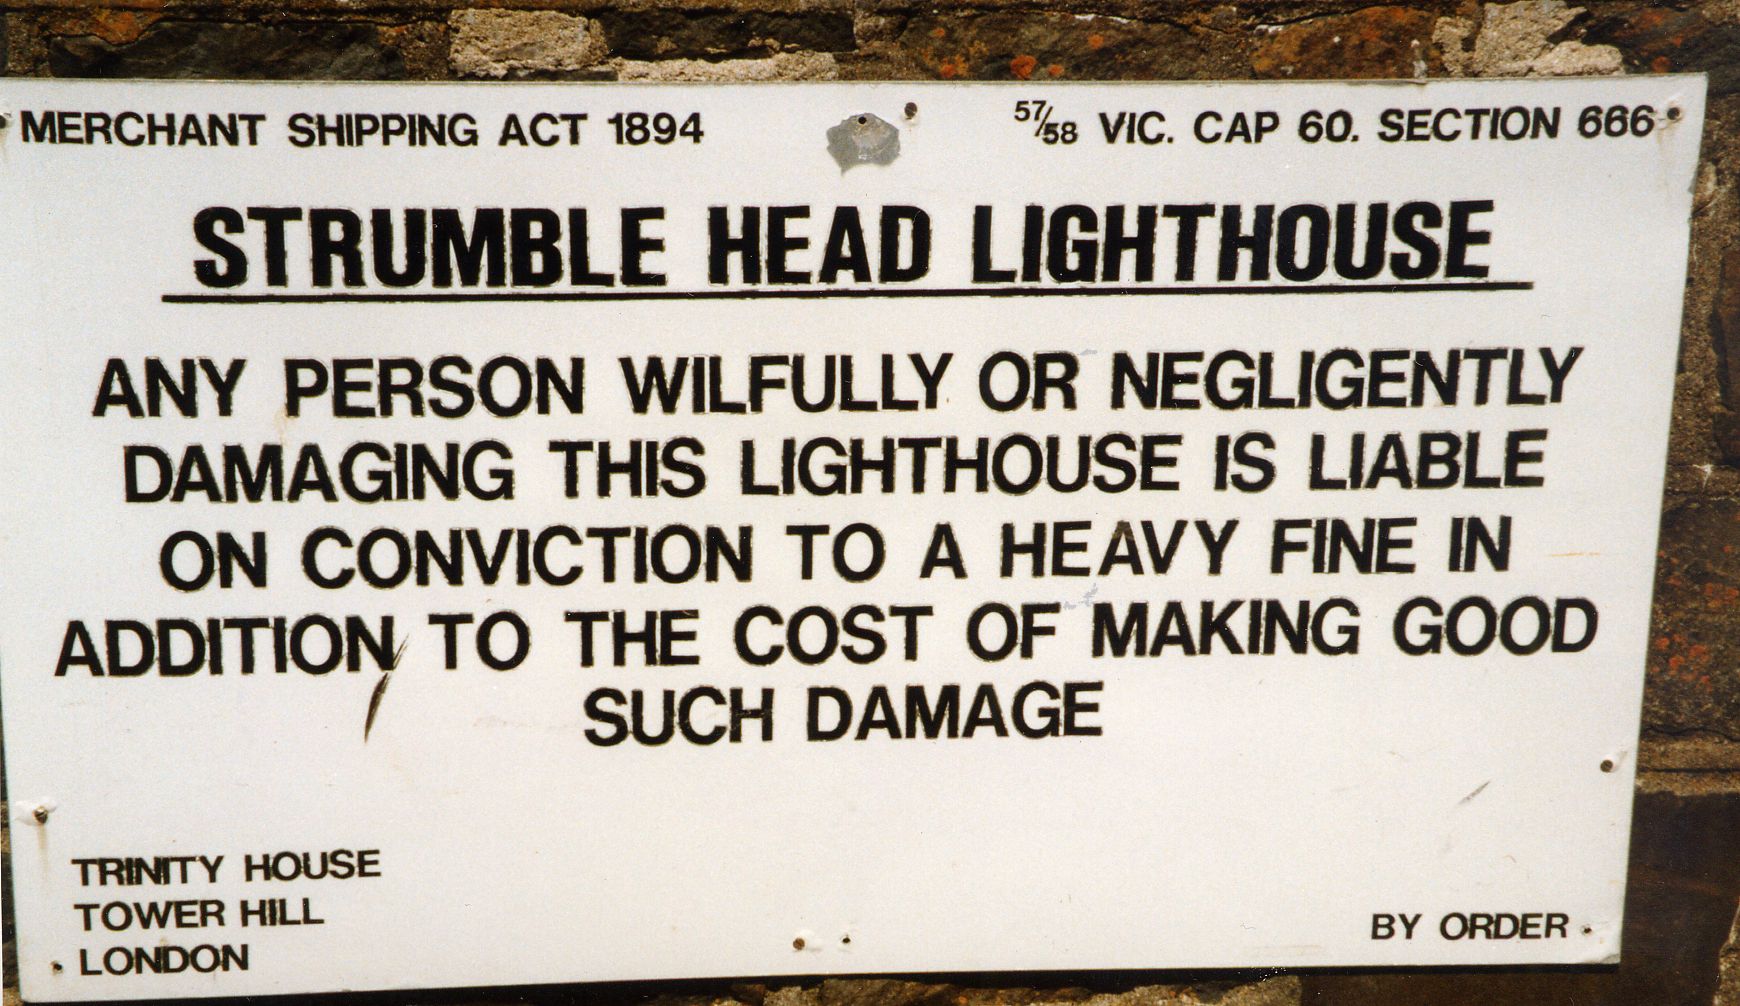 MERCHANT SHIPPING ACT 1894 57/58 VIC. CAP 60. SECTION 666
STRUMBLE HEAD LIGHTHOUSE
ANY PERSON WILFULLY OR NEGLIGENTLY
DAMAGING THIS LIGHTHOUSE IS LIABLE
ON CONVICTION TO A HEAVY FINE IN
ADDITION TO THE COST OF MAKING GOOD
SUCH DAMAGE
TRINITY HOUSE
TOWER HILL
LONDON
BY ORDER